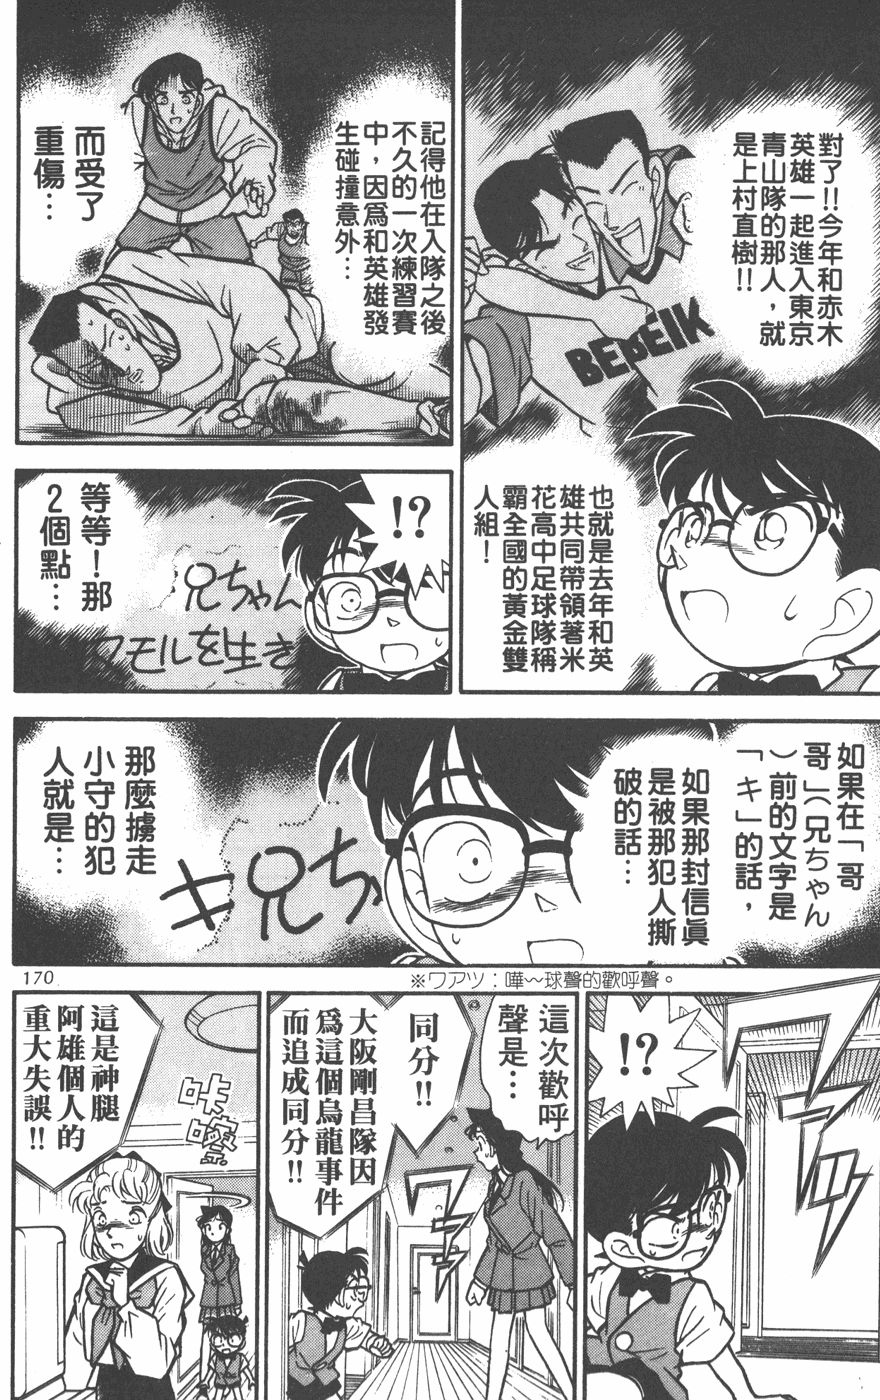 對了!!今年和赤木
英雄一起進入東京
青山隊的那人，就
是上村直樹!!
BEBEIK
也就是去年和英
雄共同帶領著米
花高中足球隊稱
霸全國的黃金雙
人組！
記得他在入隊之後
不久的一次練習賽
中，因為和英雄發
生碰撞意外…
而受了
重傷…
!?
等等！那
2個點…
兄ちゃん
マモルを生き
如果在「哥
哥」(兄ちゃん
)前的文字是
「キ」的話，
如果那封信真
是被那犯人撕
破的話…
キ兄ち
那麼擄走
小守的犯
人就是…
170
※ワアツ：嘩～球聲的歡呼聲。
!?
ワアッ
這次歡呼
聲是…
ワアッ
同分!!
大阪剛昌隊因
為這個烏龍事件
而追成同分!!
這是神腿
阿雄個人的
重大失誤!!
咔嚓